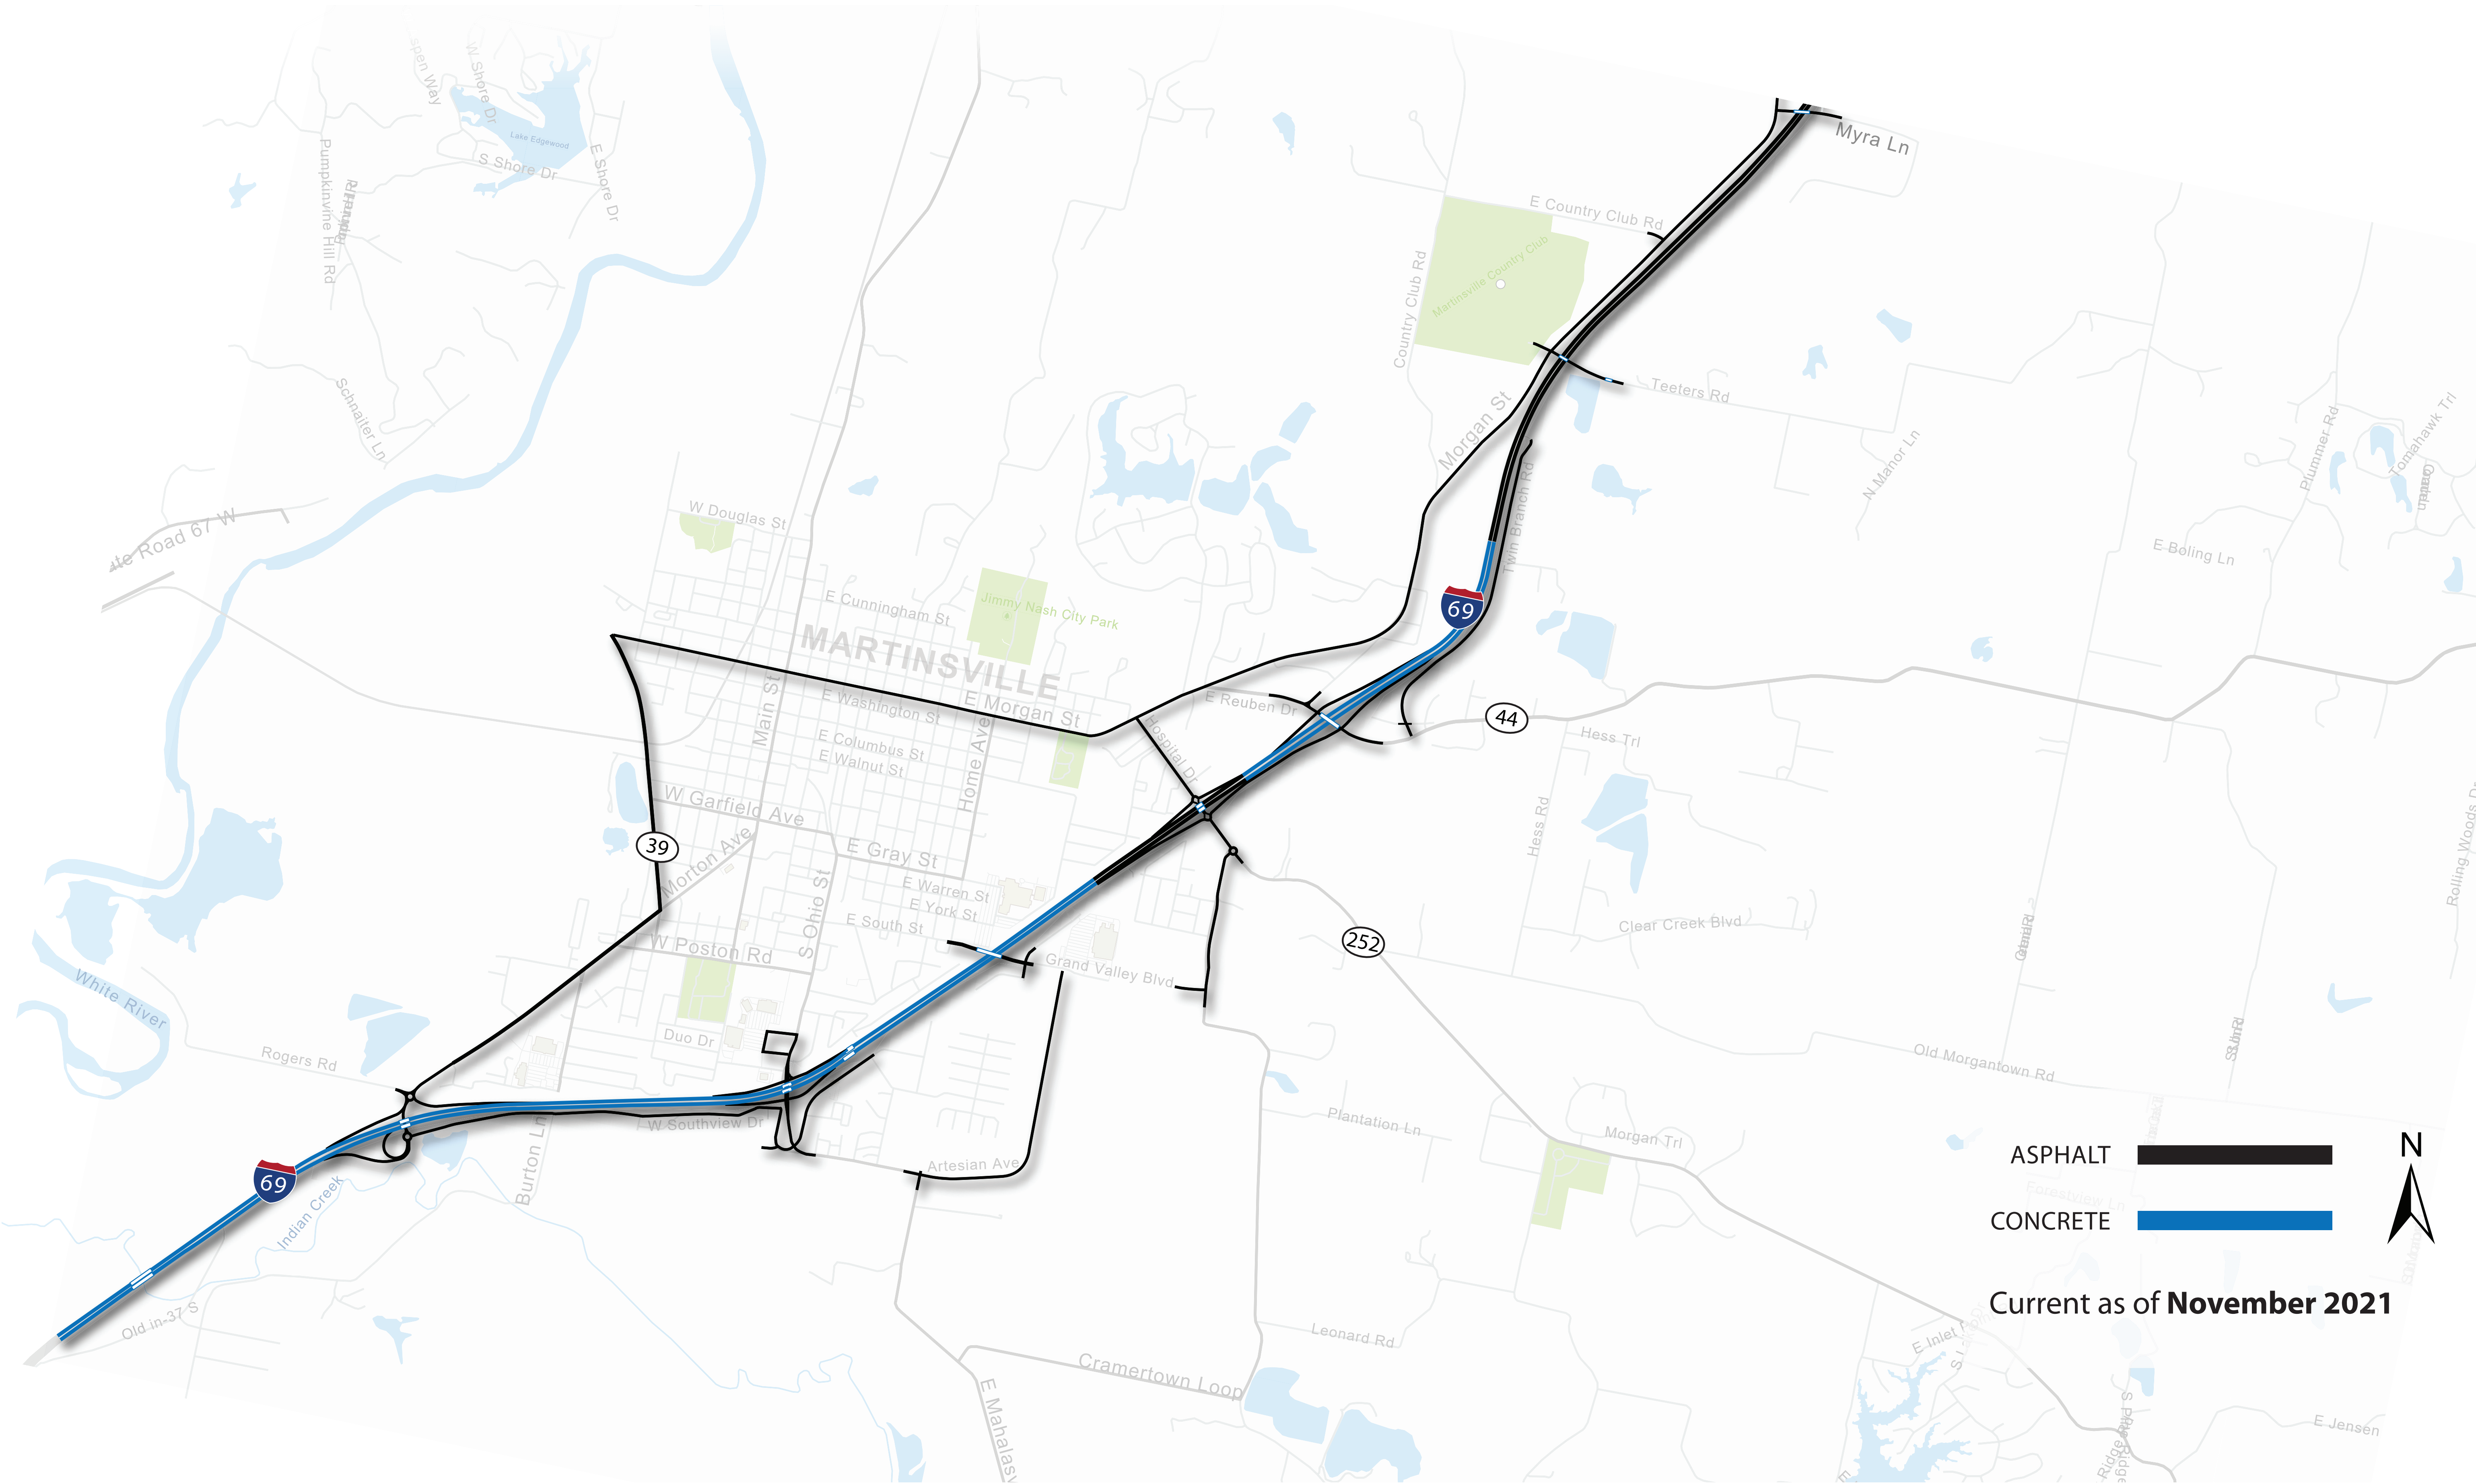 spen Way
W Shore Dr
Lake Edgewood
S Shore Dr
E Shore Dr
Pumpkinvine Hill Rd
Myra Ln
E Country Club Rd
Martinsville Country Club
Country Club Rd
Teeters Rd
Morgan St
Schnaiter Ln
N Manor Ln
Plummer Rd
Tomahawk Trl
Twin Branch Rd
W Douglas St
te Road 67 W
E Boling Ln
E Cunningham St
Jimmy Nash City Park
69
MARTINSVILLE
E Morgan St
E Washington St
Main St
E Reuben Dr
44
Hess Trl
Hospital Dr
E Columbus St
E Walnut St
Home Ave
W Garfield Ave
Rolling Woods Dr
Hess Rd
39
Morton Ave
E Gray St
E Warren St
E York St
E South St
S Ohio St
Clear Creek Blvd
252
W Poston Rd
Grand Valley Blvd
White River
Duo Dr
Rogers Rd
Old Morgantown Rd
W Southview Dr
Plantation Ln
Morgan Trl
Burton Ln
Artesian Ave
69
Indian Creek
ASPHALT
N
Forestview Ln
CONCRETE
Current as of November 2021
Old in-37 S
Leonard Rd
E Inlet
Cramertown Loop
E Mahalasv
E Jensen